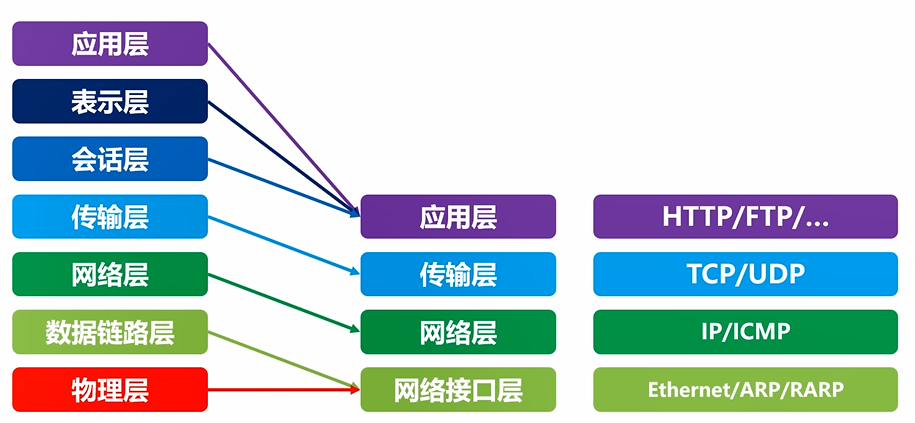 应用层
表示层
会话层
传输层
网络层
数据链路层
物理层
应用层
传输层
网络层
网络接口层
HTTP/FTP/...
TCP/UDP
IP/ICMP
Ethernet/ARP/RARP